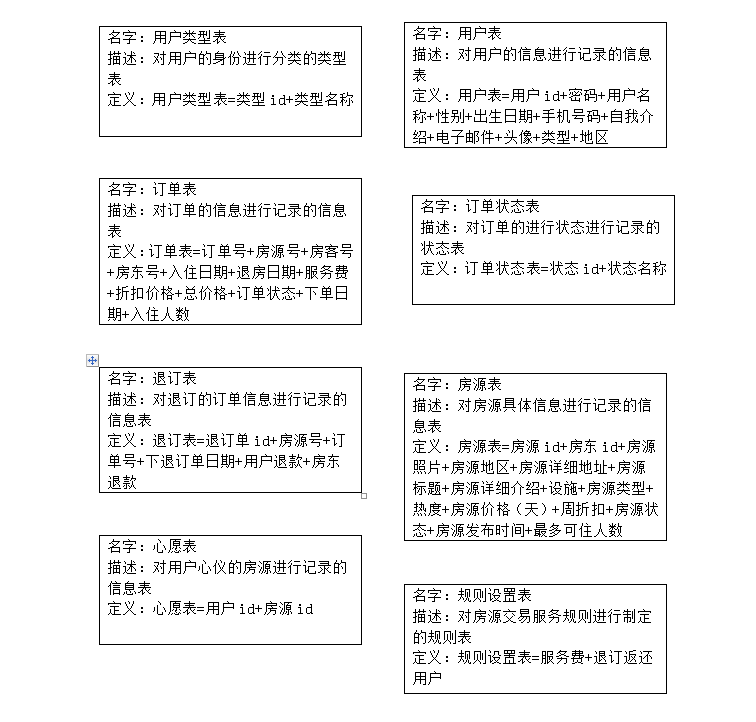 名字：用户类型表
描述：对用户的身份进行分类的类型
表
定义：用户类型表=类型id+类型名称
名字：用户表
描述：对用户的信息进行记录的信息
表
定义：用户表=用户id+密码+用户名
称+性别+出生日期+手机号码+自我介
绍+电子邮件+头像+类型+地区
名字：订单表
描述：对订单的信息进行记录的信息
表
定义：订单表=订单号+房源号+房客号
+房东号+入住日期+退房日期+服务费
+折扣价格+总价格+订单状态+下单日
期+入住人数
名字：订单状态表
描述：对订单的进行状态进行记录的
状态表
定义：订单状态表=状态id+状态名称
名字：退订表
描述：对退订的订单信息进行记录的
信息表
定义：退订表=退订单id+房源号+订
单号+下退订单日期+用户退款+房东
退款
名字：房源表
描述：对房源具体信息进行记录的信
息表
定义：房源表=房源id+房东id+房源
照片+房源地区+房源详细地址+房源
标题+房源详细介绍+设施+房源类型+
热度+房源价格（天）+周折扣+房源状
态+房源发布时间+最多可住人数
名字：心愿表
描述：对用户心仪的房源进行记录的
信息表
定义：心愿表=用户id+房源id
名字：规则设置表
描述：对房源交易服务规则进行制定
的规则表
定义：规则设置表=服务费+退订返还
用户